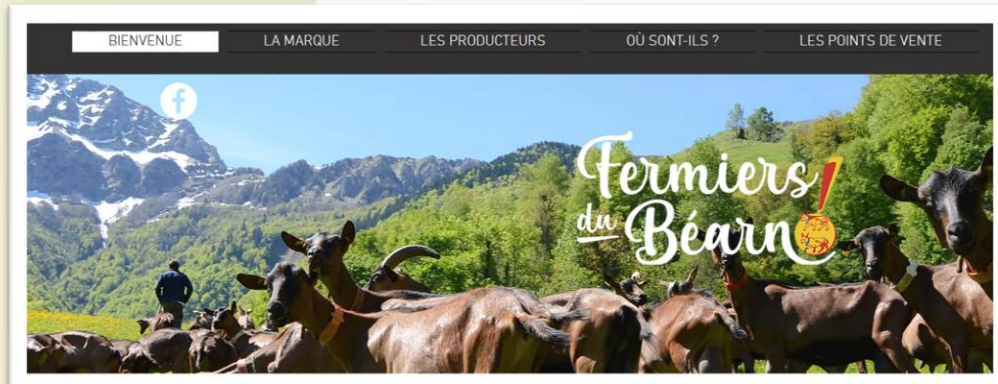 BIENVENUE LA MARQUE LES PRODUCTEURS OÙ SONT-ILS ? LES POINTS DE VENTE
f
Fermiers
du Béarn!